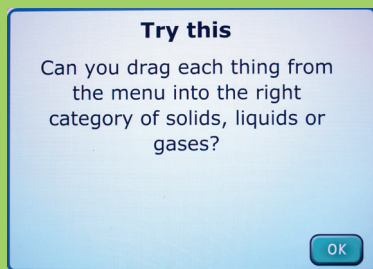 Try this
Can you drag each thing from
the menu into the right
category of solids, liquids or
gases?
OK